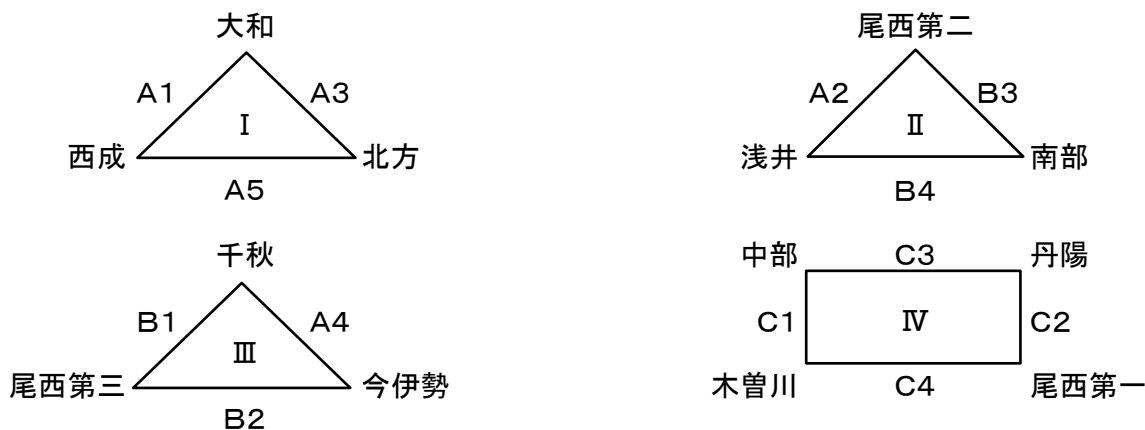 大和
A1
A3
Ⅰ
西成
北方
A5
尾西第二
A2
B3
Ⅱ
浅井
南部
B4
千秋
B1
A4
Ⅲ
尾西第三
今伊勢
B2
中部
C3
丹陽
C1
Ⅳ
C2
木曽川
C4
尾西第一